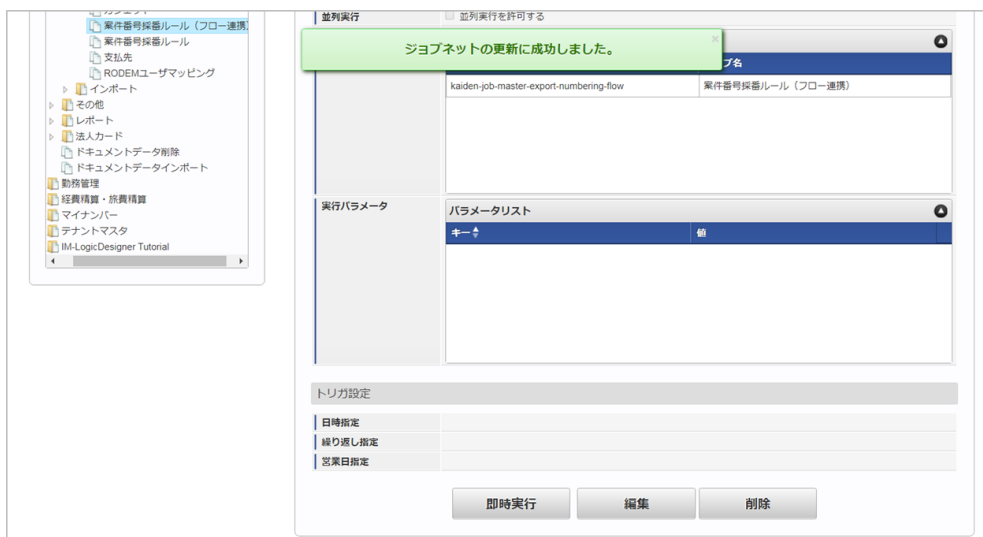 案件番号採番ルール（フロー連携）
案件番号採番ルール
支払先
RODEMユーザマッピング
インポート
その他
レポート
法人カード
ドキュメントデータ削除
ドキュメントデータインポート
勤務管理
経費精算・旅費精算
マイナンバー
テナントマスタ
IM-LogicDesigner Tutorial
並列実行
並列実行を許可する
ジョブネットの更新に成功しました。
ブ名
kaiden-job-master-export-numbering-flow
案件番号採番ルール（フロー連携）
実行パラメータ
パラメータリスト
キー
値
トリガ設定
日時指定
繰り返し指定
営業日指定
即時実行
編集
削除